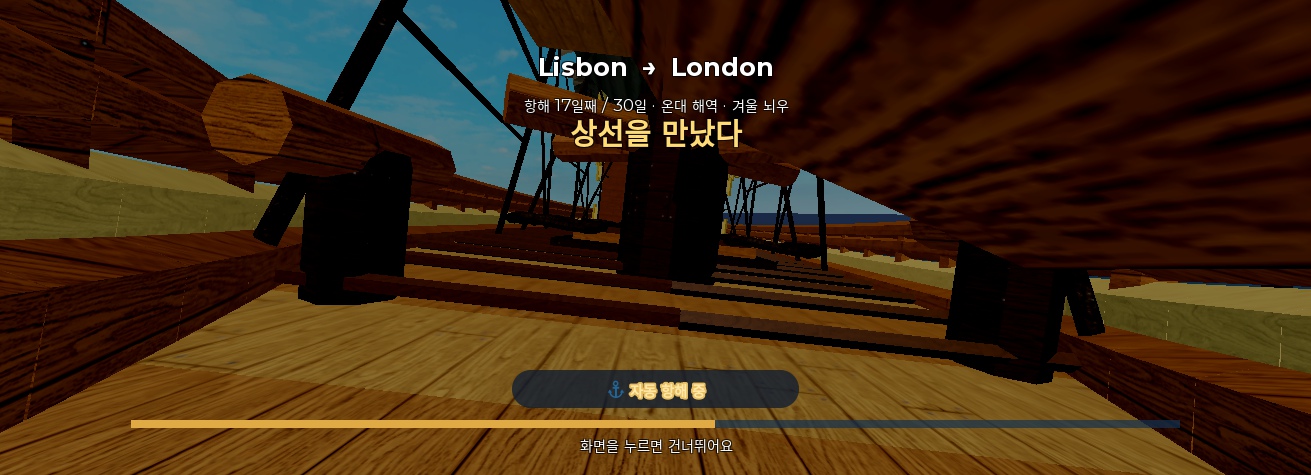 Lisbon → London
항해 17일째 / 30일 · 온대 해역 · 겨울 뇌우
상선을 만났다
자동 항해 중
화면을 누르면 건너뛰어요